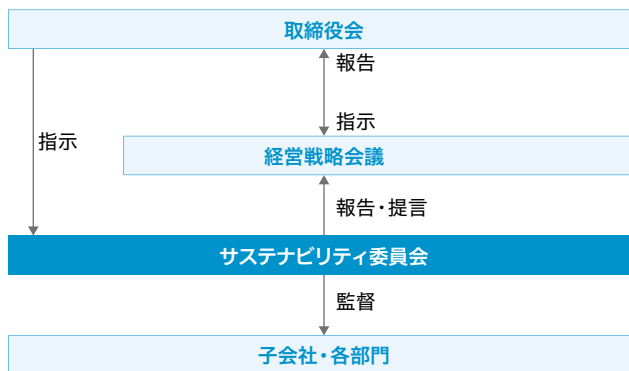 取締役会
報告
指示
指示
経営戦略会議
報告・提言
サステナビリティ委員会
監督
子会社・各部門